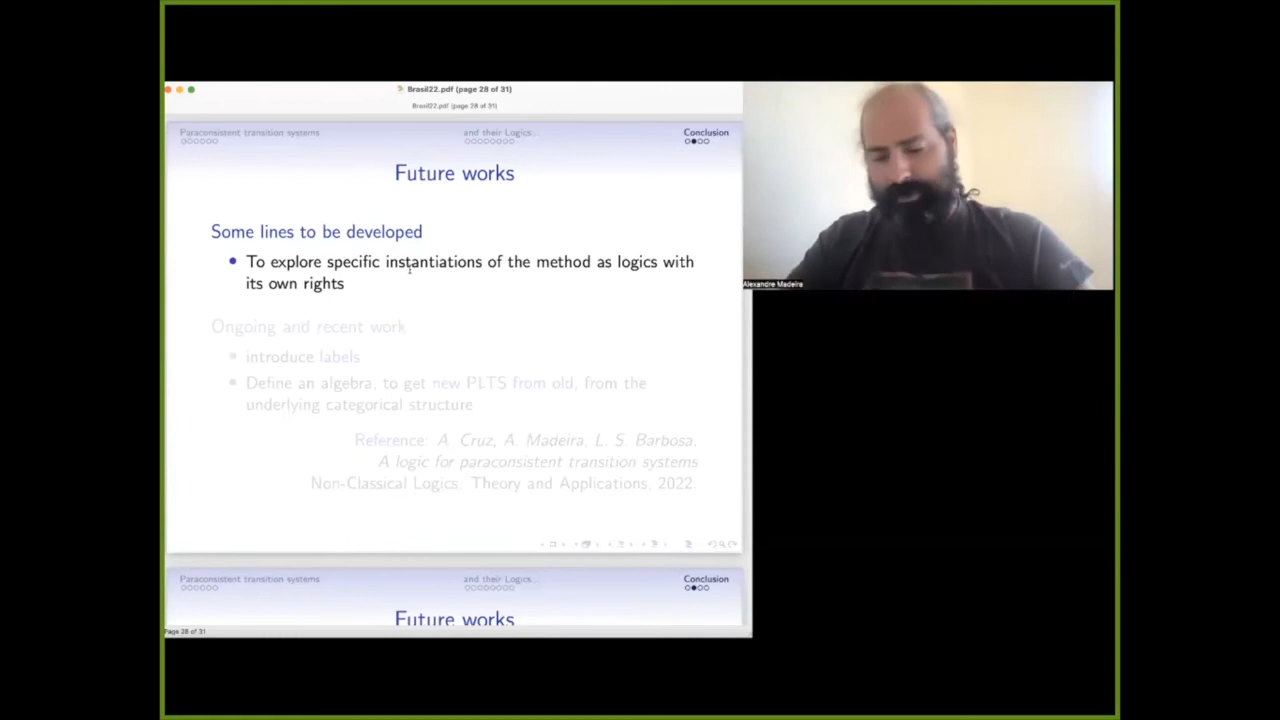 Brasil22.pdf (page 28 of 31)
Brasil22.pdf (page 28 of 31)
Paraconsistent transition systems and their Logics... Conclusion
Future works
Some lines to be developed
To explore specific instantiations of the method as logics with
its own rights
Ongoing and recent work
introduce labels
Define an algebra, to get new PLTS from old, from the
underlying categorical structure
Reference: A. Cruz, A. Madeira, L. S. Barbosa.
A logic for paraconsistent transition systems
Non-Classical Logics. Theory and Applications, 2022.
Paraconsistent transition systems and their Logics... Conclusion
Future works
Page 28 of 31
Alexandre Madeira